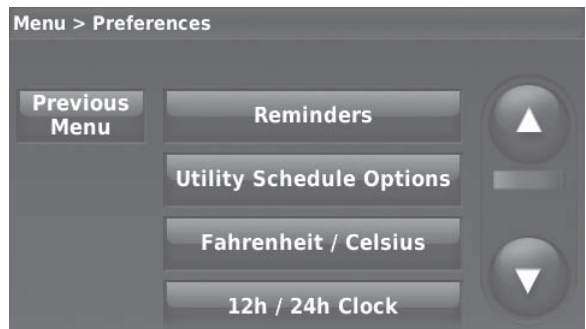 Menu > Preferences
Previous
Menu
Reminders
Utility Schedule Options
Fahrenheit / Celsius
12h / 24h Clock